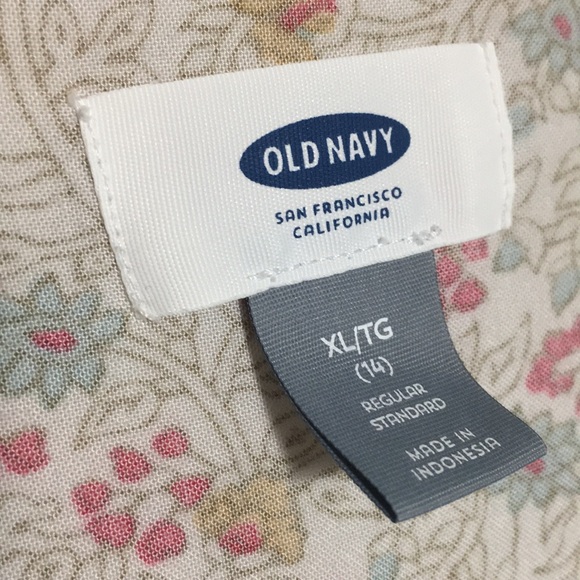 OLD NAVY
SAN FRANCISCO
CALIFORNIA
XL/TG
(14)
REGULAR
STANDARD
MADE IN
INDONESIA